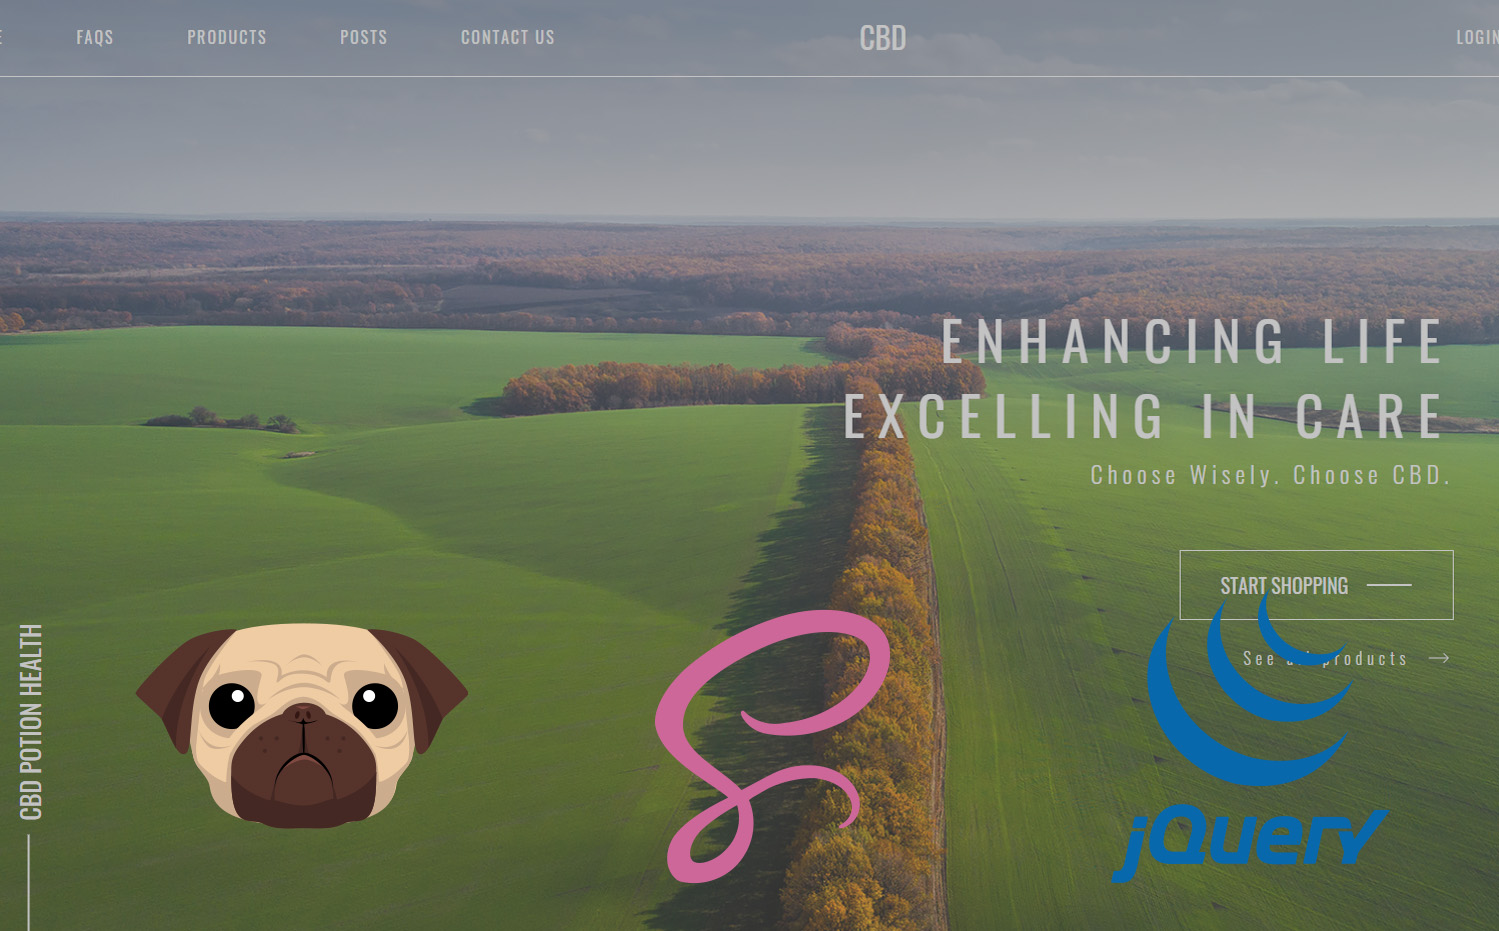 FAQS PRODUCTS POSTS CONTACT US CBD LOGIN
ENHANCING LIFE
EXCELLING IN CARE
Choose Wisely. Choose CBD.
START SHOPPING
See all products
CBD POTION HEALTH
jQuery